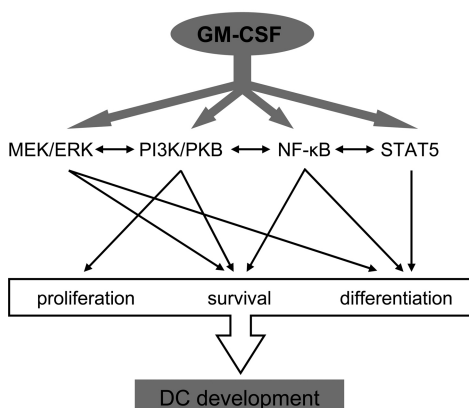 GM-CSF
MEK/ERK PI3K/PKB NF-κB STAT5
proliferation survival differentiation
DC development